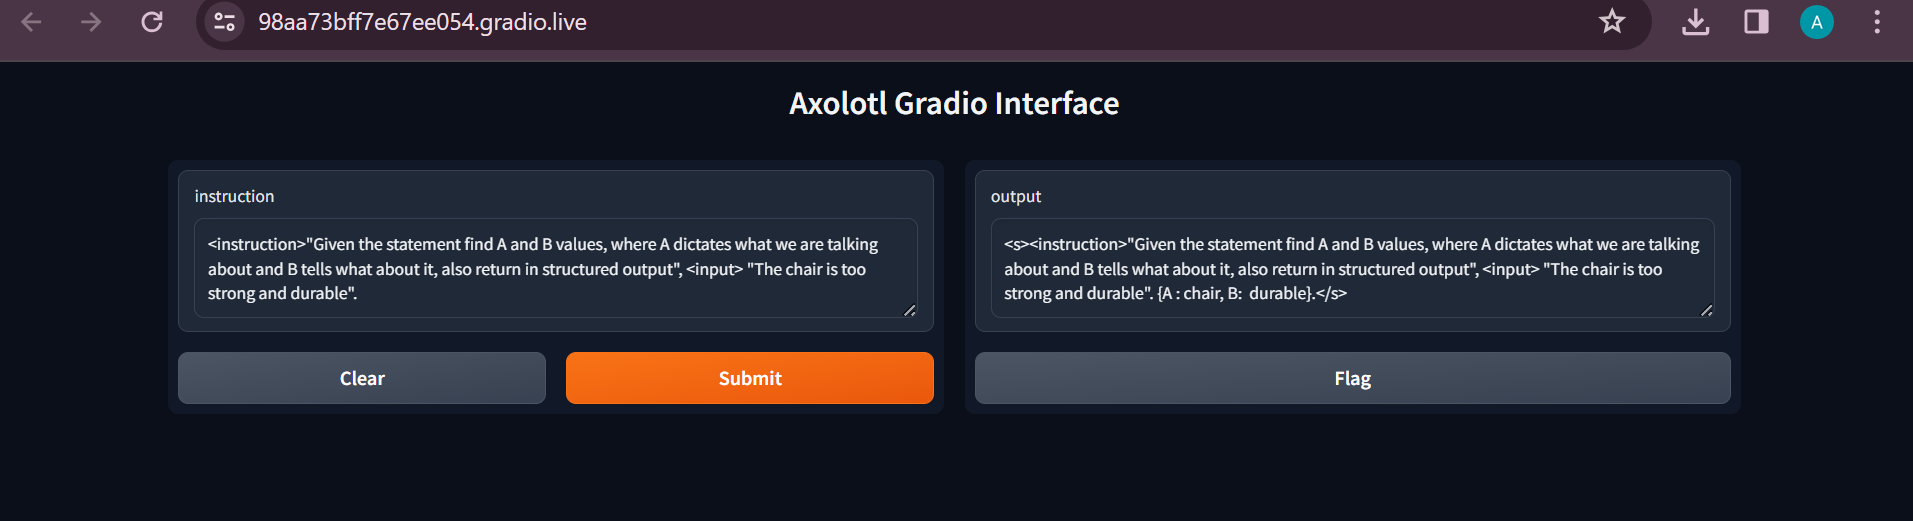 98aa73bff7e67ee054.gradio.live
A
Axolotl Gradio Interface
instruction
<instruction>"Given the statement find A and B values, where A dictates what we are talking
about and B tells what about it, also return in structured output", <input> "The chair is too
strong and durable".
Clear
Submit
output
<s><instruction>"Given the statement find A and B values, where A dictates what we are talking
about and B tells what about it, also return in structured output", <input> "The chair is too
strong and durable". {A : chair, B:  durable}.</s>
Flag